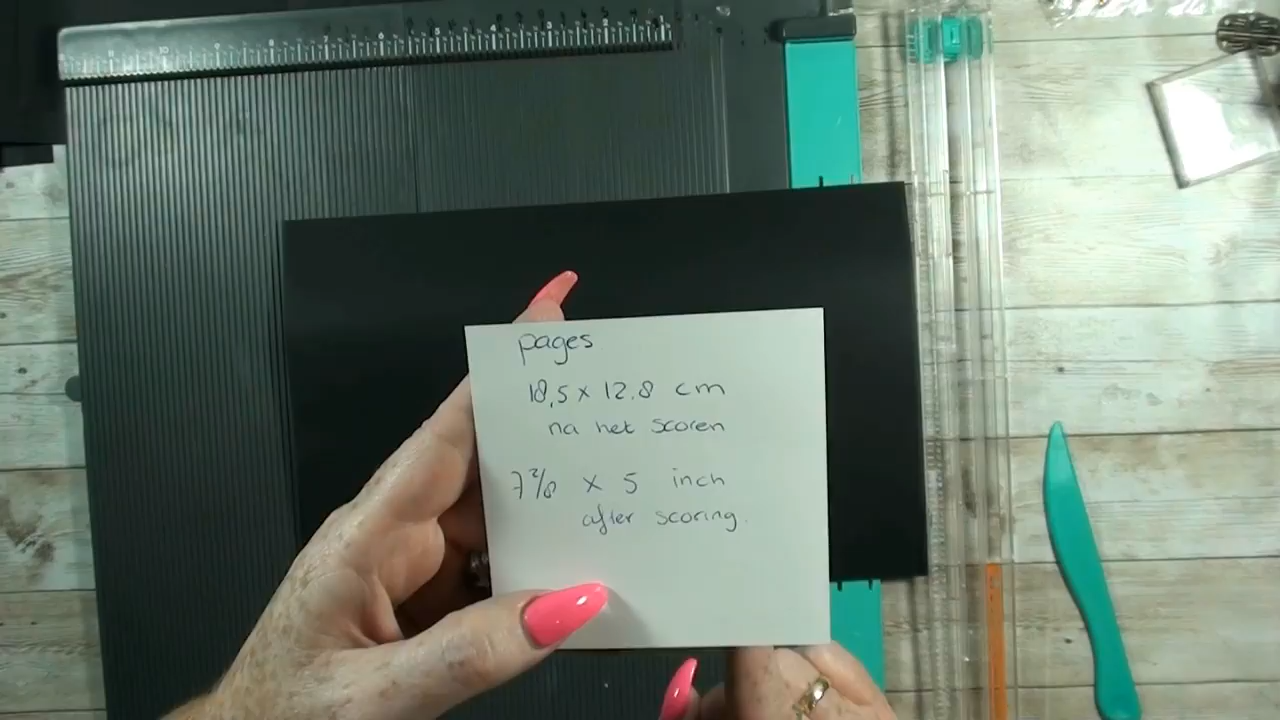 pages
18,5 x 12.8 cm
na het scoren
7 2/8 x 5 inch
after scoring.